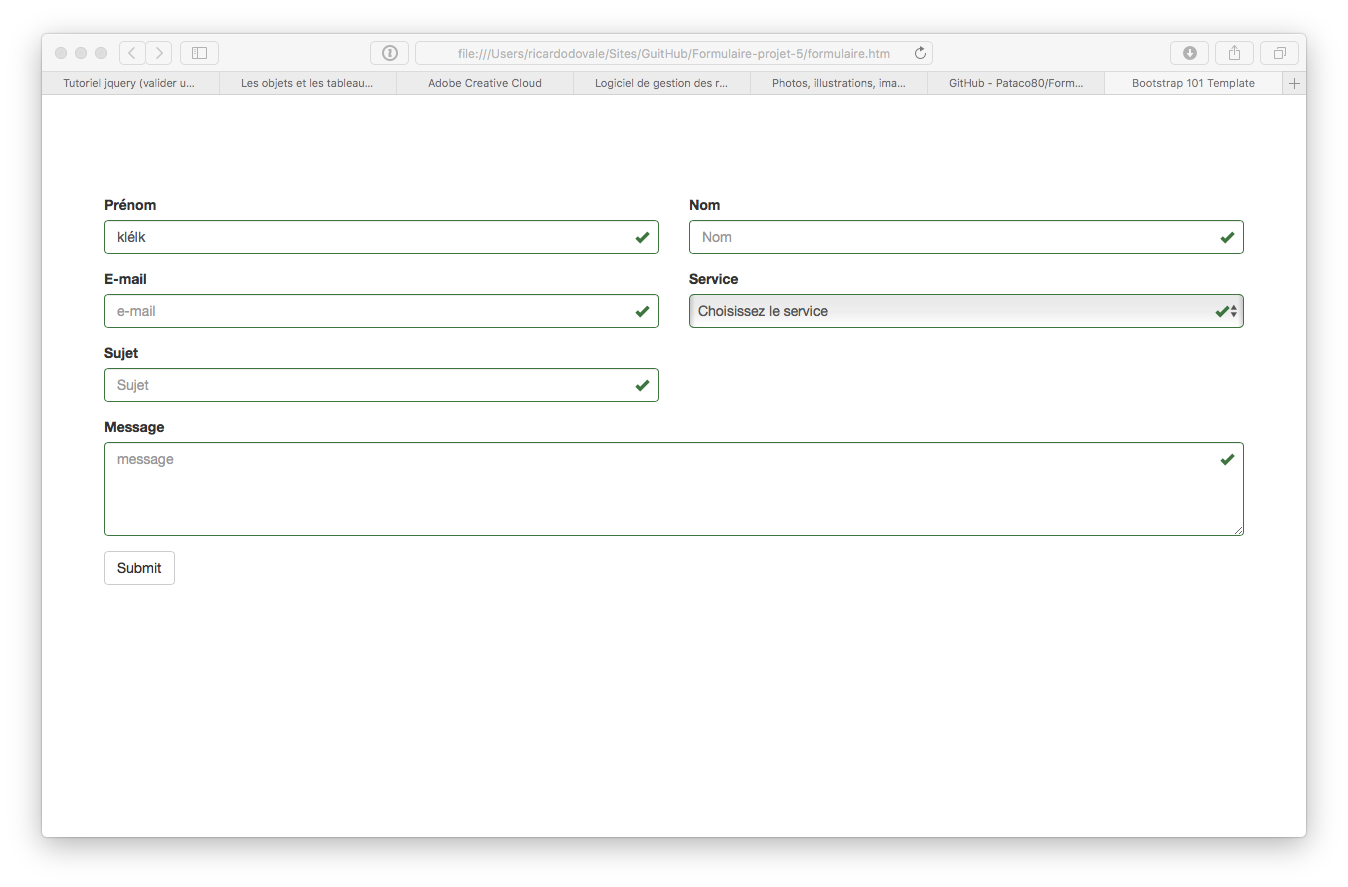 file:///Users/ricardodovale/Sites/GuitHub/Formulaire-projet-5/formulaire.htm
Tutoriel jquery (valider u... Les objets et les tableau... Adobe Creative Cloud Logiciel de gestion des r... Photos, illustrations, ima... GitHub - Pataco80/Form... Bootstrap 101 Template
Prénom Nom
klélk Nom
E-mail Service
e-mail Choisissez le service
Sujet
Sujet
Message
message
Submit